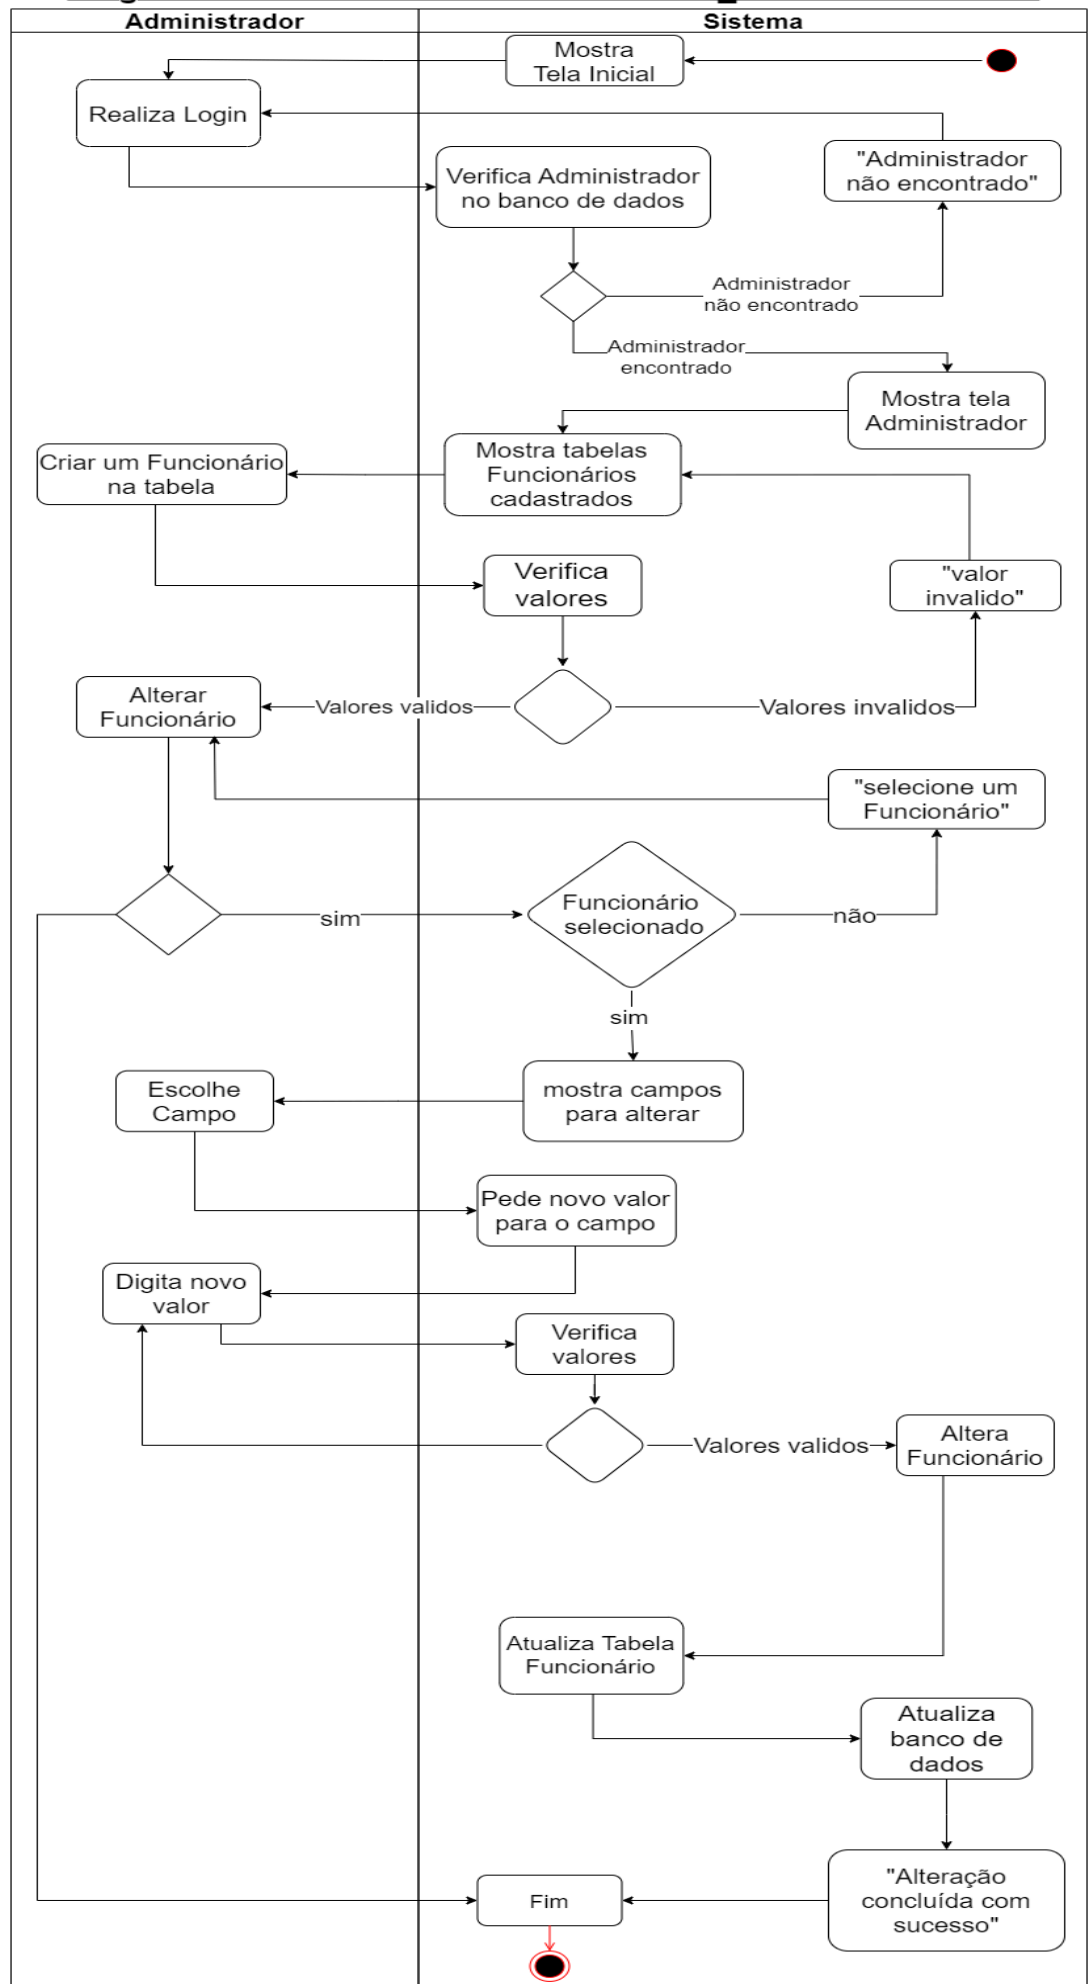 Administrador
Sistema
Mostra
Tela Inicial
Realiza Login
"Administrador
não encontrado"
Verifica Administrador
no banco de dados
Administrador
não encontrado
Administrador
encontrado
Mostra tela
Administrador
Mostra tabelas
Funcionários
cadastrados
Criar um Funcionário
na tabela
Verifica
valores
"valor
invalido"
Alterar
Funcionário
Valores validos
Valores invalidos
"selecione um
Funcionário"
sim
Funcionário
selecionado
não
sim
mostra campos
para alterar
Escolhe
Campo
Pede novo valor
para o campo
Digita novo
valor
Verifica
valores
Valores validos
Altera
Funcionário
Atualiza Tabela
Funcionário
Atualiza
banco de
dados
"Alteração
concluída com
sucesso"
Fim